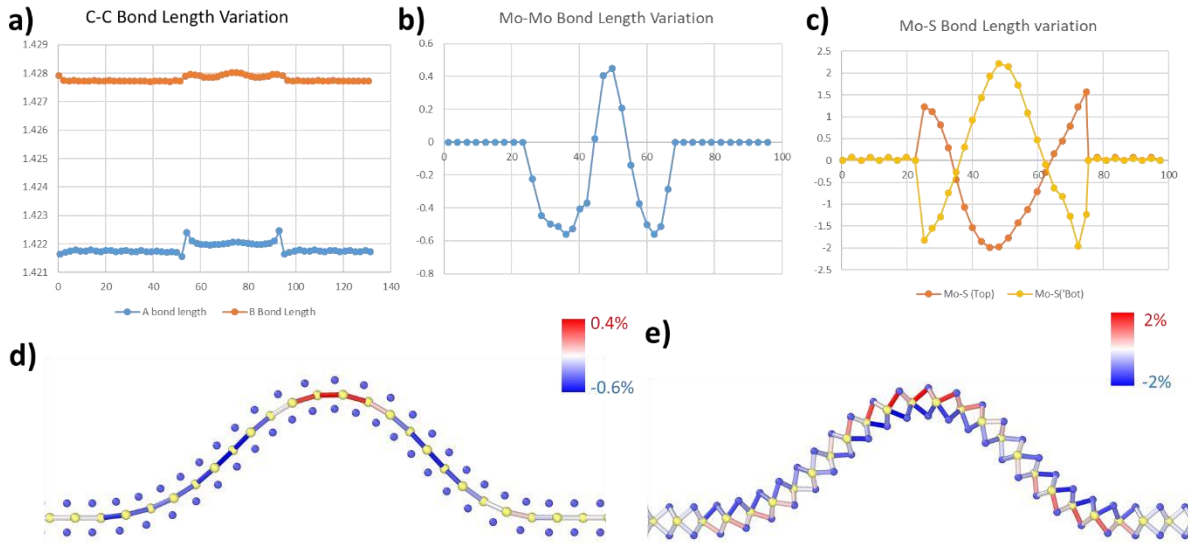 a)
C-C Bond Length Variation
1.429
1.428
1.427
1.426
1.425
1.424
1.423
1.422
1.421
0 20 40 60 80 100 120 140
A bond length B Bond Length
b)
Mo-Mo Bond Length Variation
0.6
0.4
0.2
0
-0.2
-0.4
-0.6
-0.8
0 20 40 60 80 100
c)
Mo-S Bond Length variation
2.5
2
1.5
1
0.5
0
-0.5
-1
-1.5
-2
-2.5
0 20 40 60 80 100
Mo-S (Top) Mo-S('Bot)
d)
0.4%
-0.6%
e)
2%
-2%